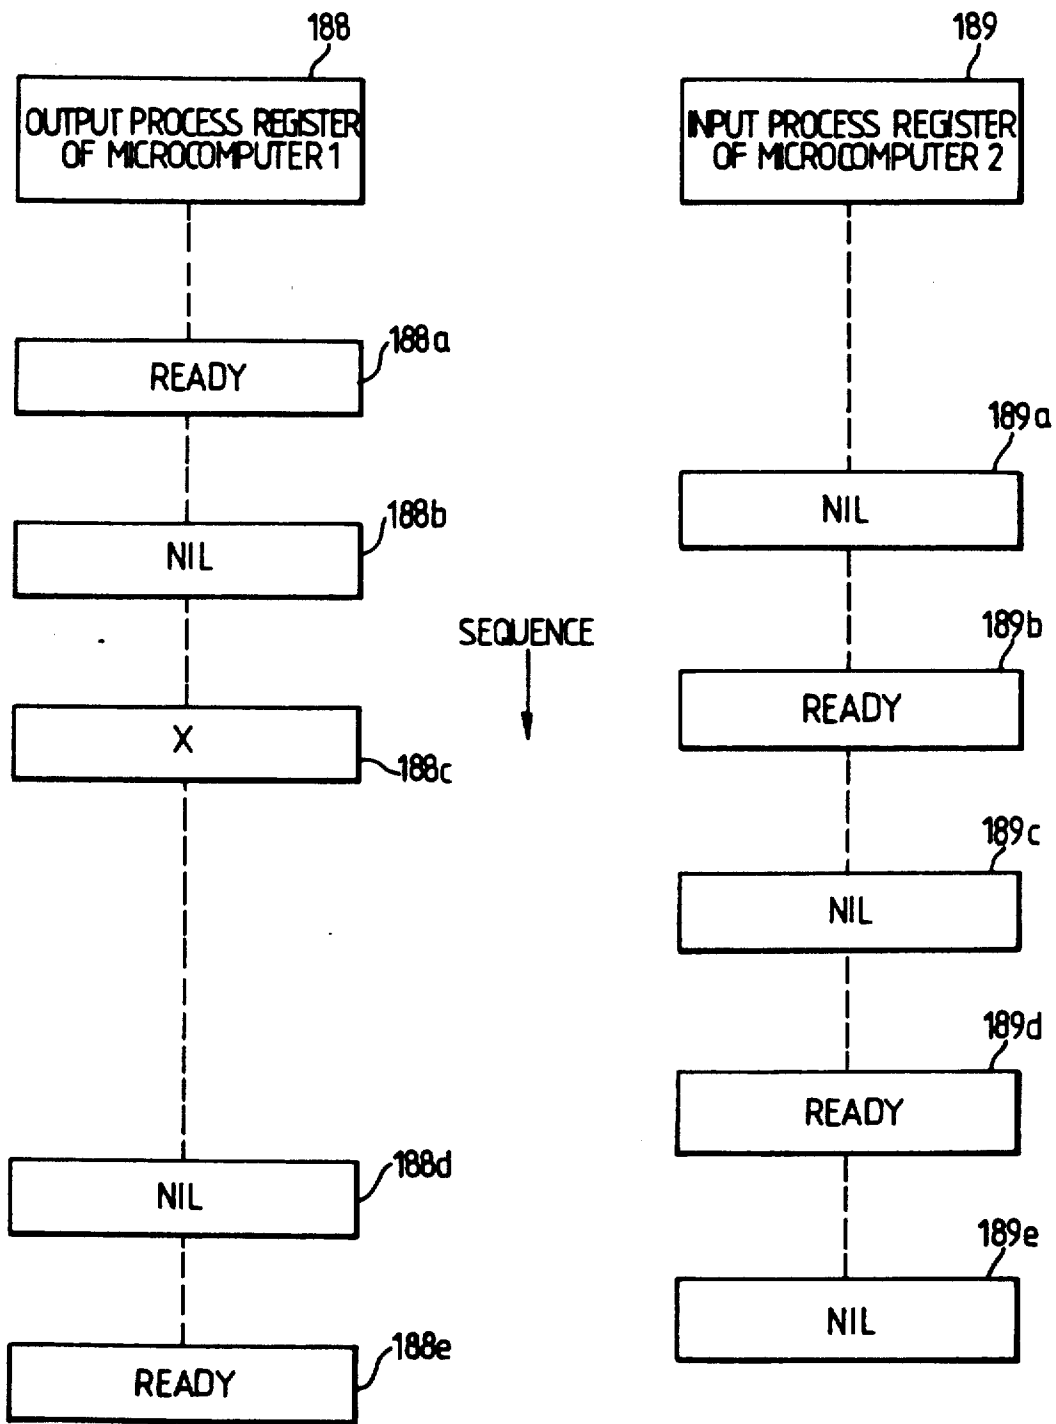 188
OUTPUT PROCESS REGISTER
OF MICROCOMPUTER 1
188a
READY
188b
NIL
X
188c
188d
NIL
188e
READY
SEQUENCE
189
INPUT PROCESS REGISTER
OF MICROCOMPUTER 2
189a
NIL
189b
READY
189c
NIL
189d
READY
189e
NIL